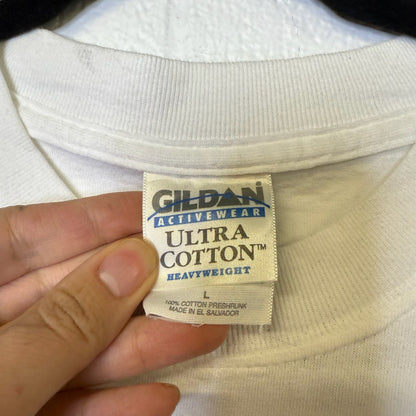 GILDAN
ACTIVEWEAR
ULTRA
COTTON™
HEAVYWEIGHT
L
100% COTTON PRESHRUNK
MADE IN EL SALVADOR